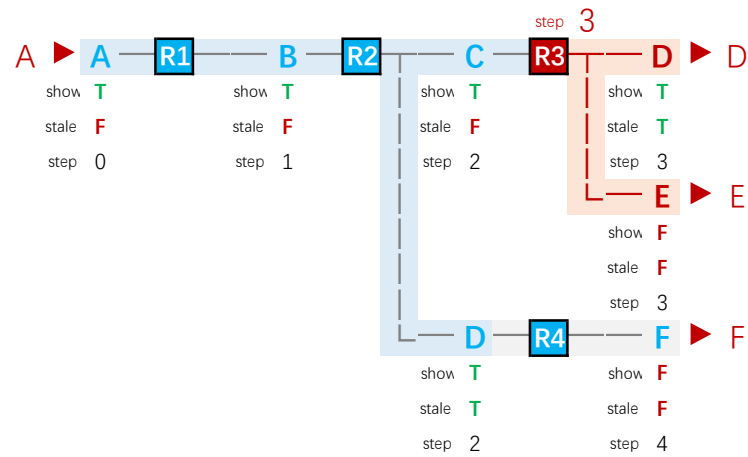 step 3
A A R1 B R2 C R3 D D
show T show T show T show T
stale F stale F stale F stale T
step 0 step 1 step 2 step 3
E E
show F
stale F
step 3
D R4 F F
show T show F
stale T stale F
step 2 step 4